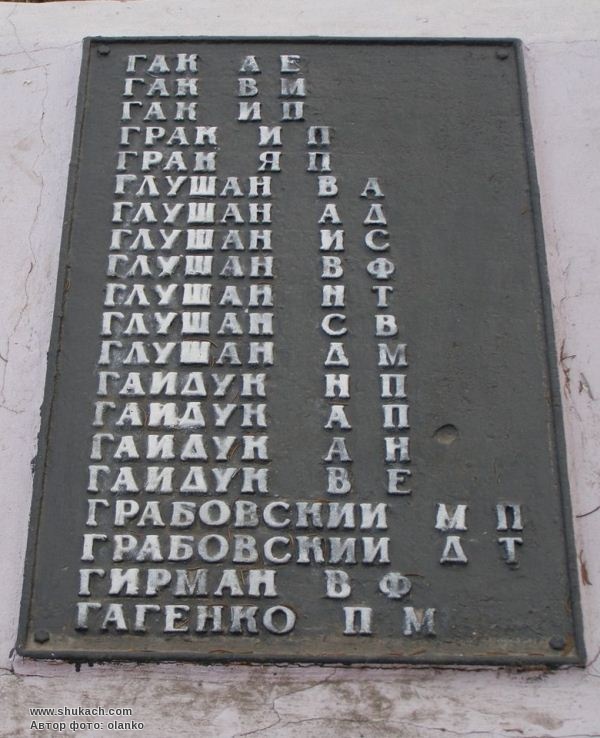 ГАК А Е
ГАК В М
ГАК И П
ГРАК И П
ГРАК Я П
ГЛУШАН В А
ГЛУШАН А Д
ГЛУШАН И С
ГЛУШАН В Ф
ГЛУШАН Н Т
ГЛУШАН С В
ГЛУШАН Д М
ГАИДУК Н П
ГАИДУК А П
ГАИДУК А Н
ГАИДУК В Е
ГРАБОВСКИИ М П
ГРАБОВСКИИ Д Т
ГИРМАН В Ф
ГАГЕНКО П М
www.shukach.com
Автор фото: olanko